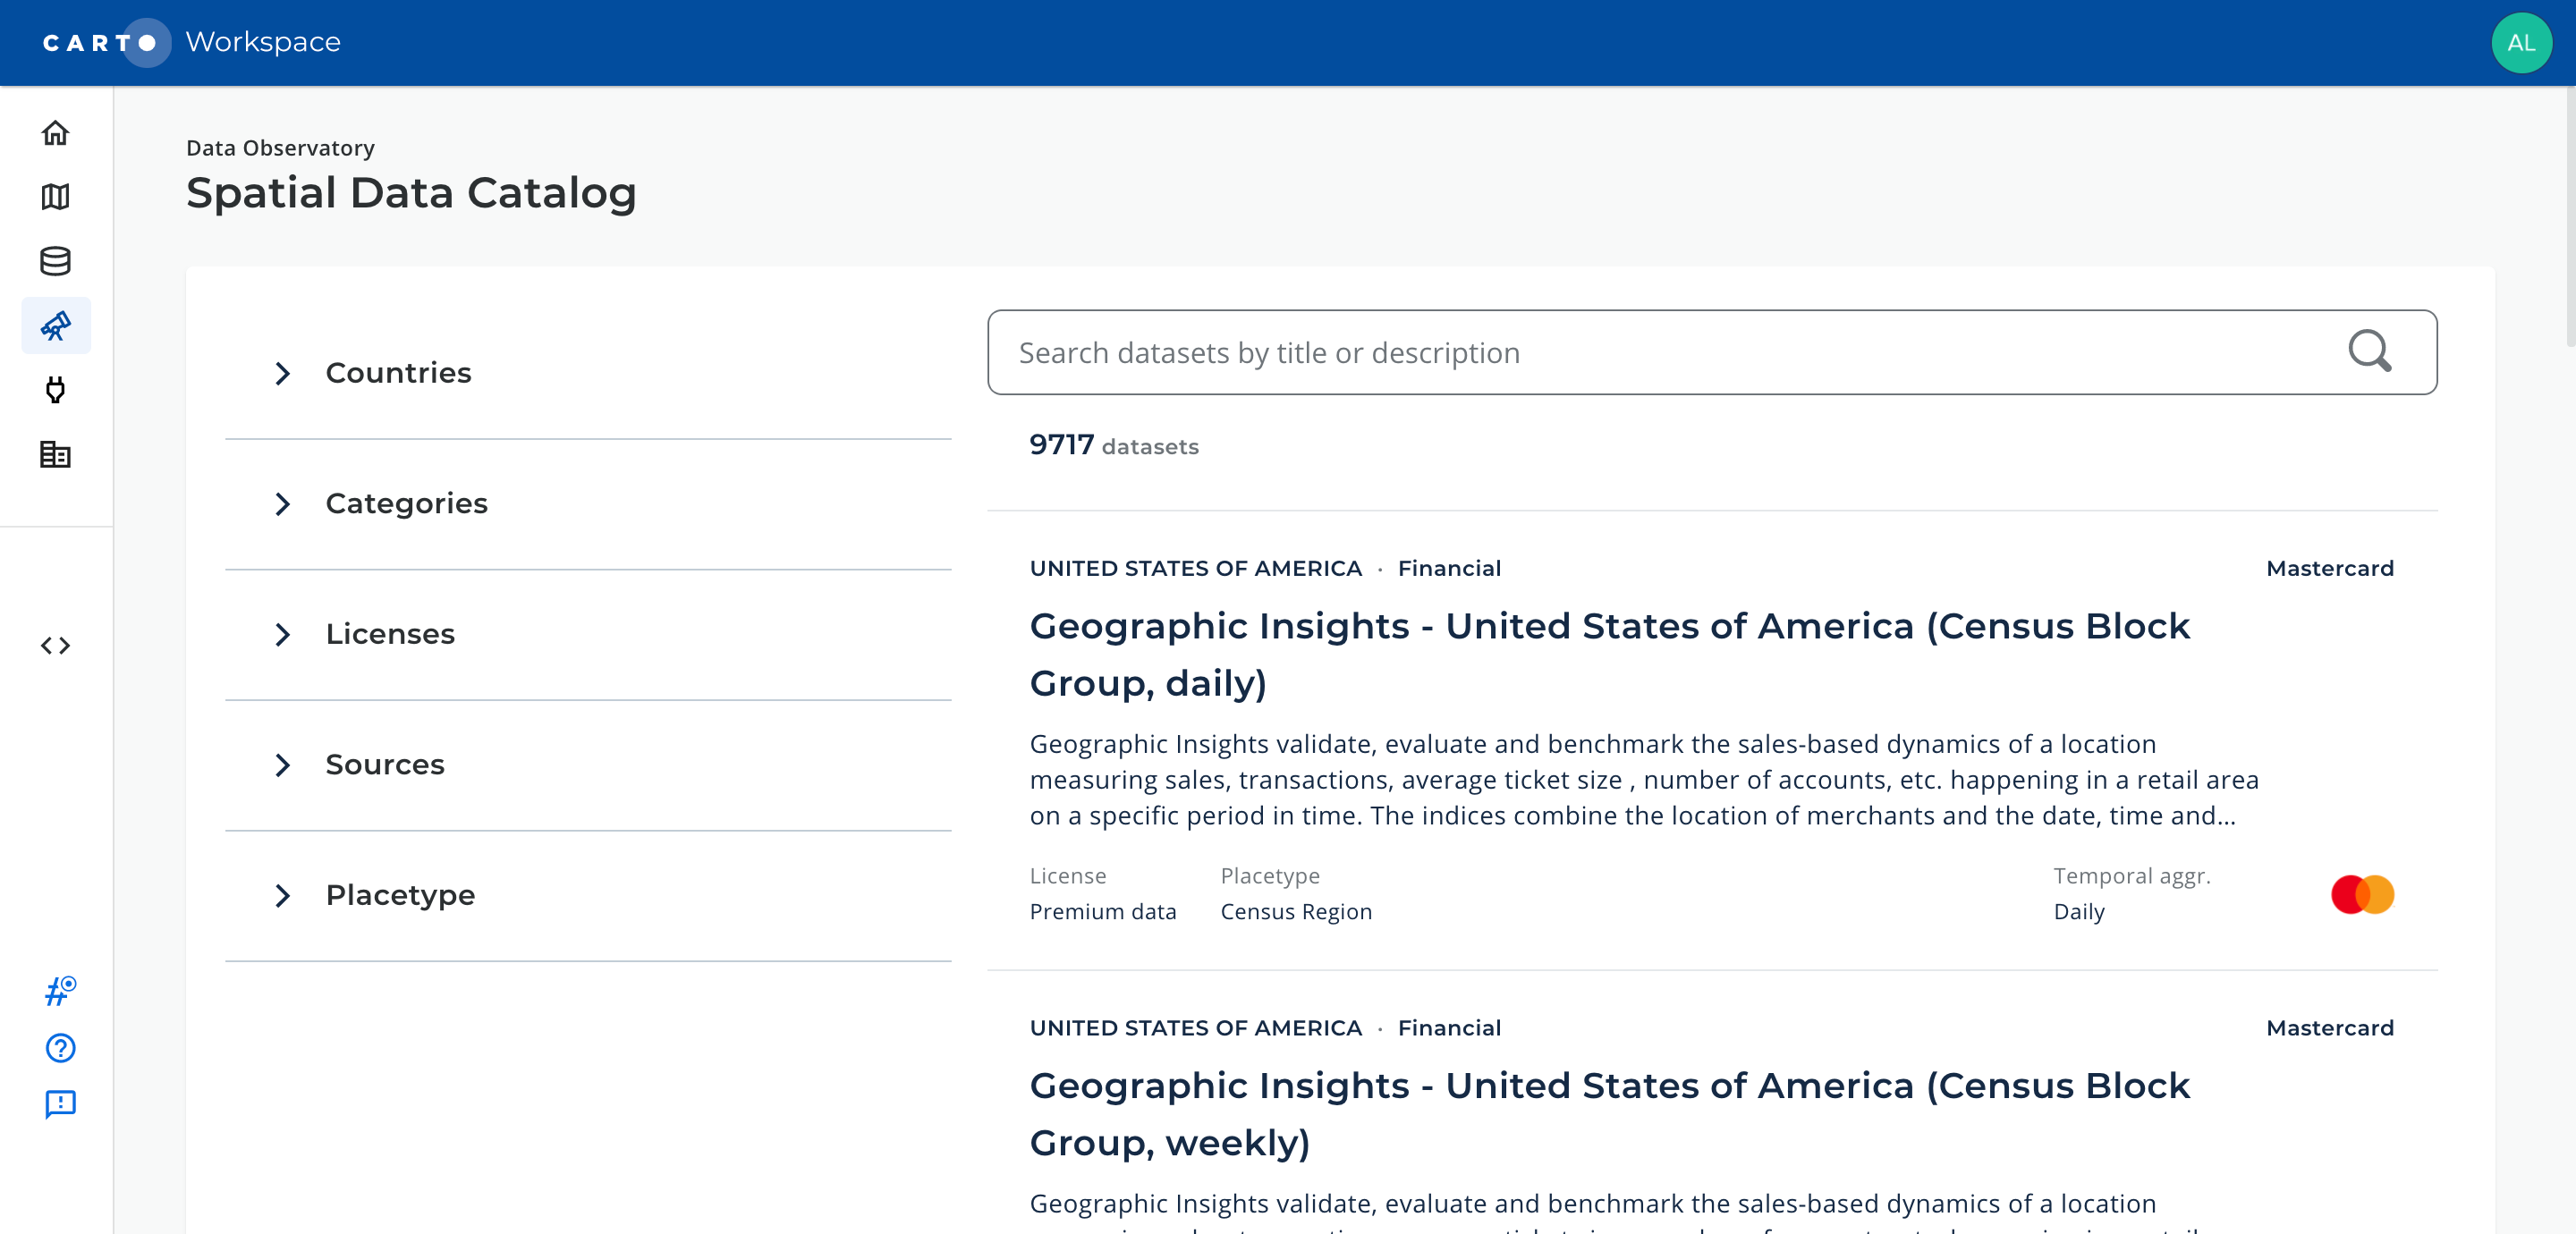 CARTO Workspace
AL
Data Observatory
Spatial Data Catalog
Countries
Categories
Licenses
Sources
Placetype
Search datasets by title or description
9717 datasets
UNITED STATES OF AMERICA · Financial
Mastercard
Geographic Insights - United States of America (Census Block
Group, daily)
Geographic Insights validate, evaluate and benchmark the sales-based dynamics of a location
measuring sales, transactions, average ticket size , number of accounts, etc. happening in a retail area
on a specific period in time. The indices combine the location of merchants and the date, time and...
License
Placetype
Temporal aggr.
Premium data
Census Region
Daily
UNITED STATES OF AMERICA · Financial
Mastercard
Geographic Insights - United States of America (Census Block
Group, weekly)
Geographic Insights validate, evaluate and benchmark the sales-based dynamics of a location